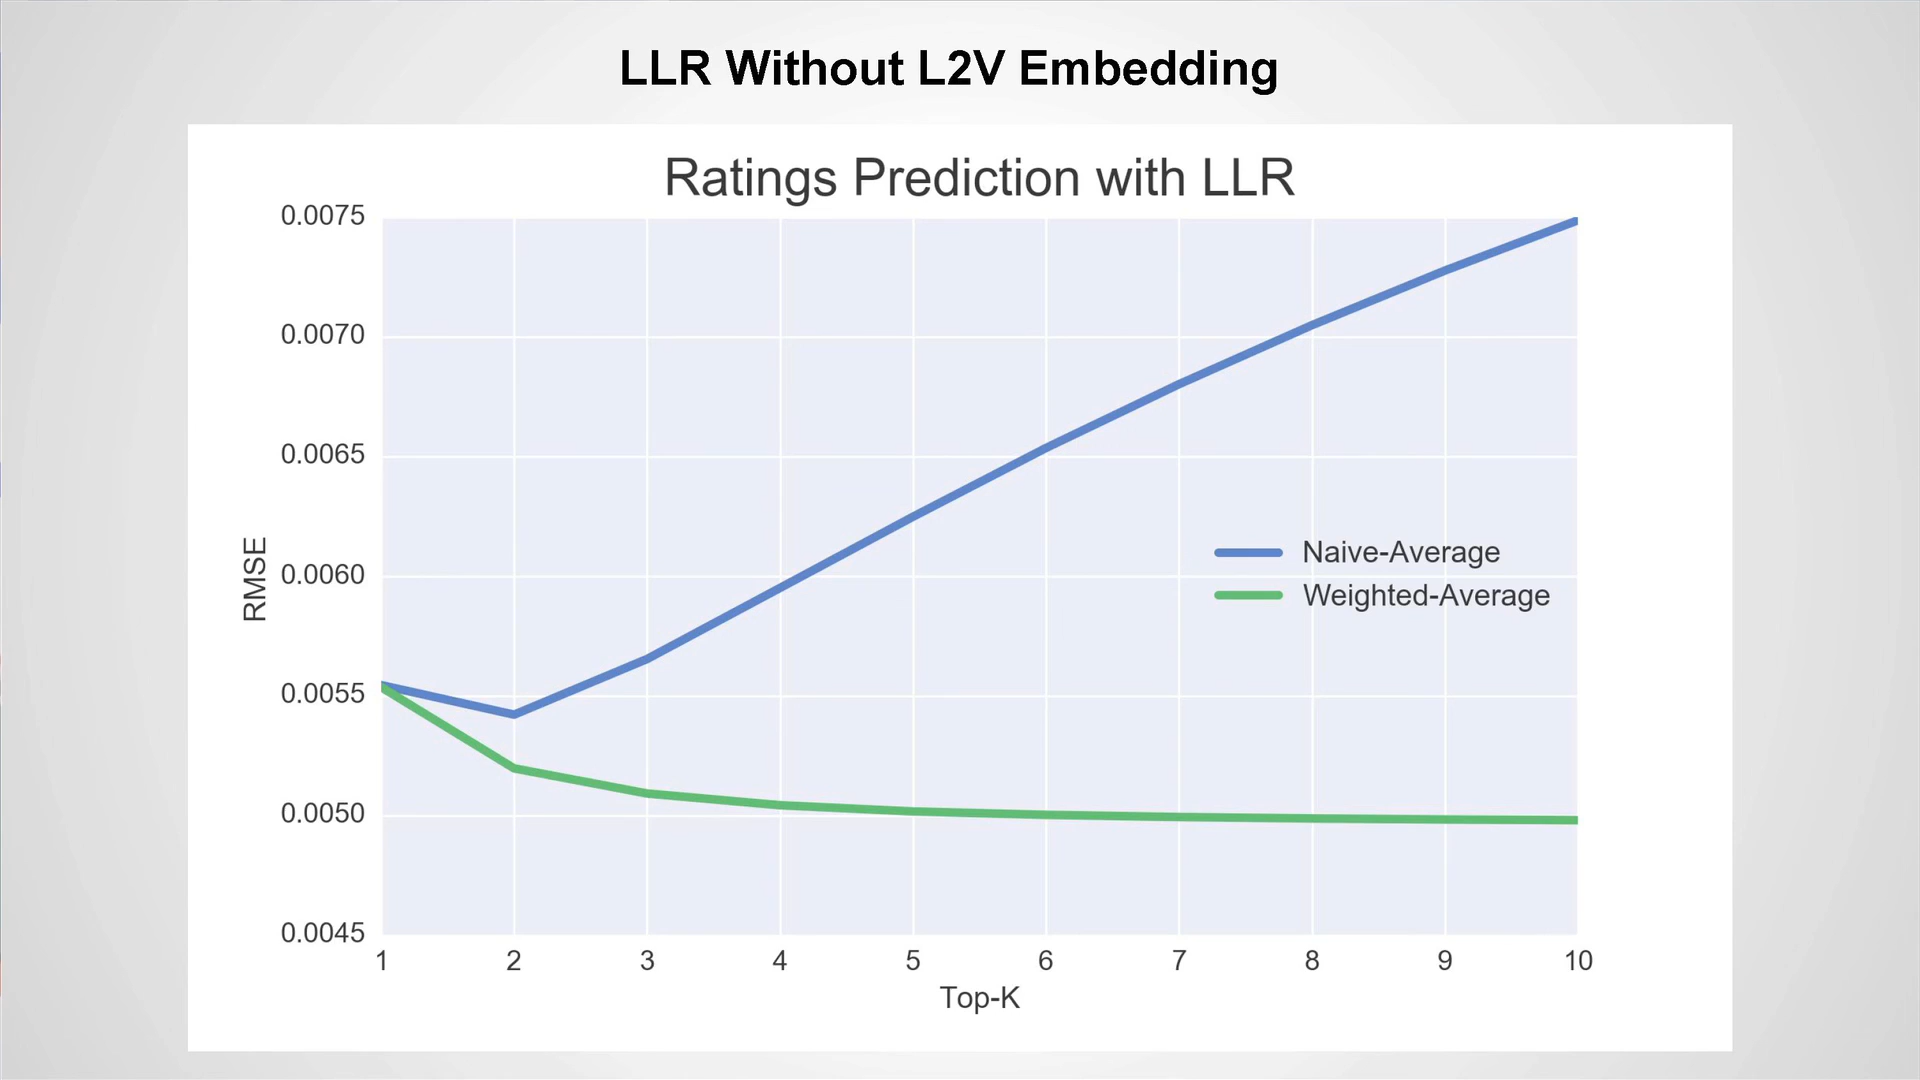 LLR Without L2V Embedding
Ratings Prediction with LLR
0.0075
0.0070
0.0065
0.0060
0.0055
0.0050
0.0045
RMSE
Naive-Average
Weighted-Average
1 2 3 4 5 6 7 8 9 10
Top-K